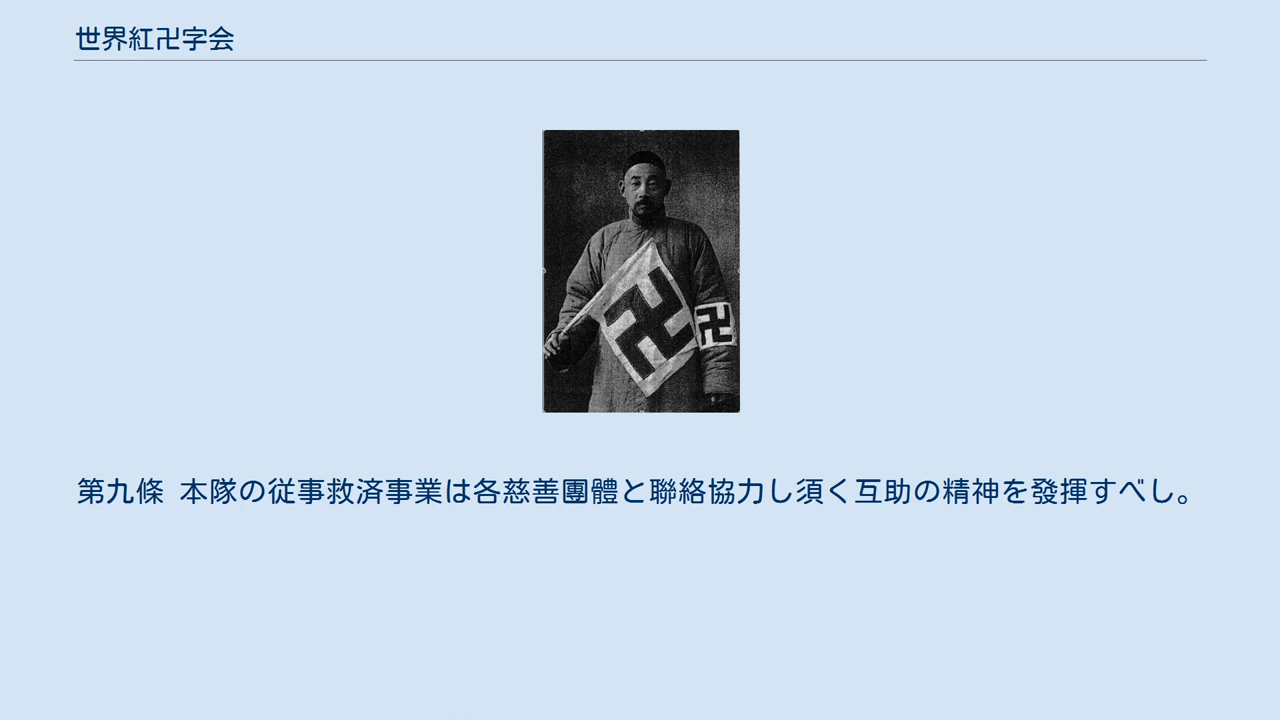 世界紅卍字会
第九條 本隊の従事救済事業は各慈善團體と聯絡協力し須く互助の精神を發揮すべし。